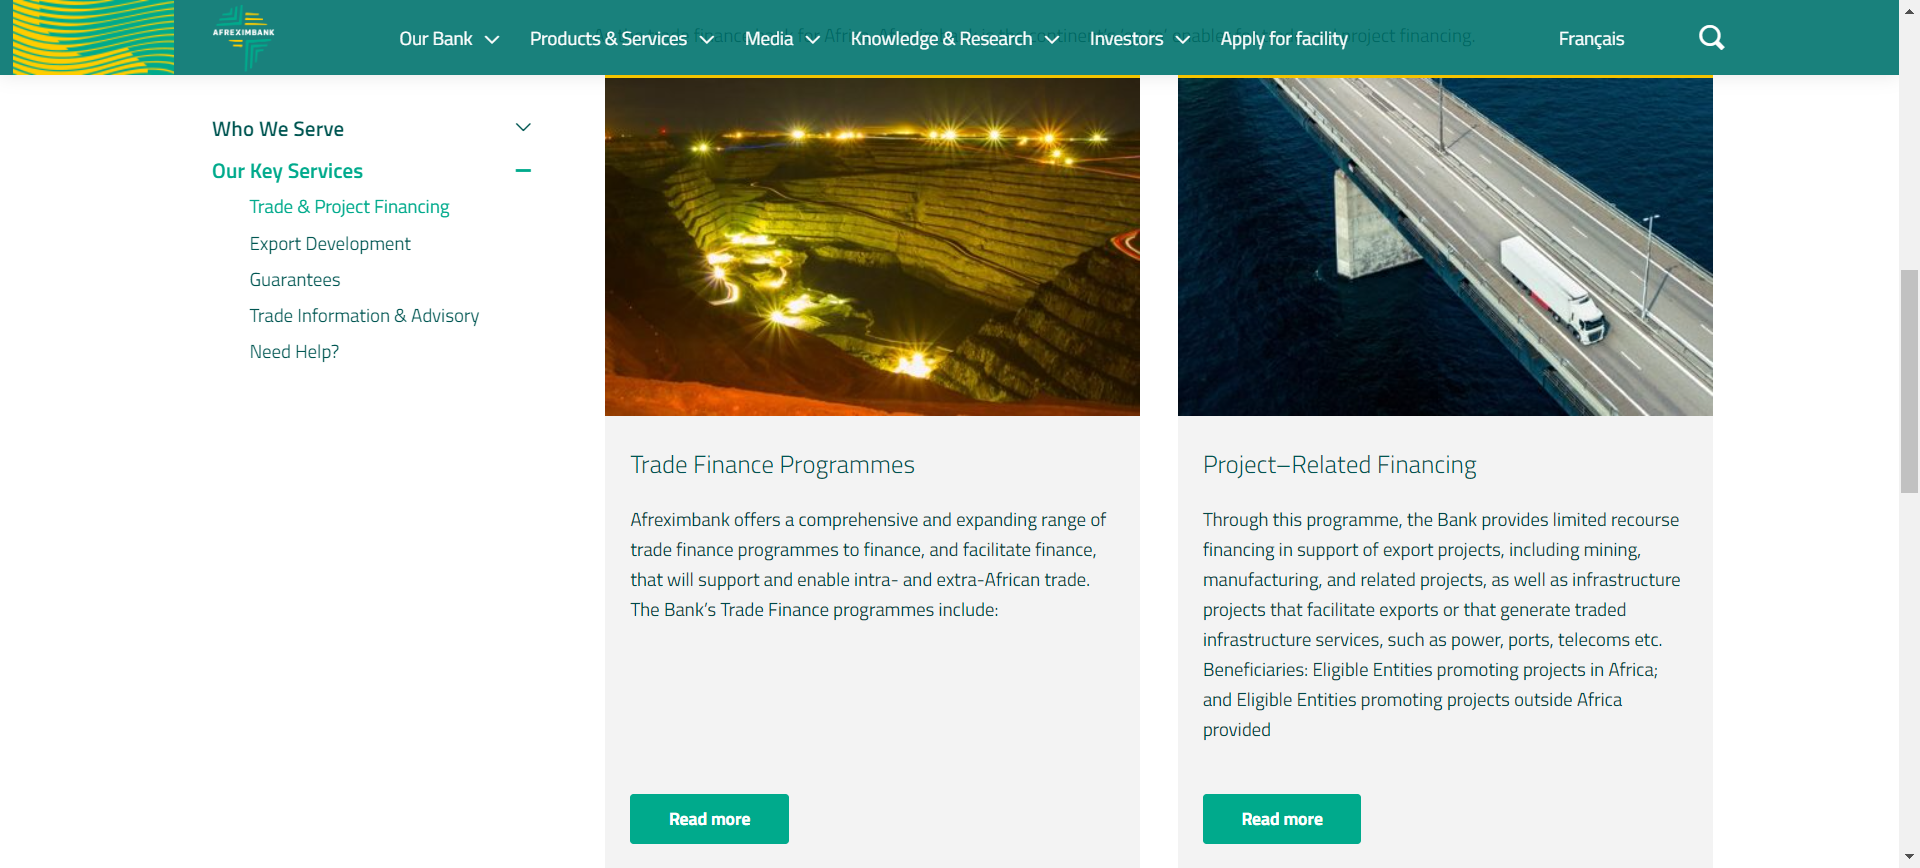 AFREXIMBANK
Our Bank
Products & Services
Media
Knowledge & Research
Investors
Apply for facility
Français
project financing.
Who We Serve
Our Key Services
Trade & Project Financing
Export Development
Guarantees
Trade Information & Advisory
Need Help?
Trade Finance Programmes
Afreximbank offers a comprehensive and expanding range of
trade finance programmes to finance, and facilitate finance,
that will support and enable intra- and extra-African trade.
The Bank’s Trade Finance programmes include:
Read more
Project–Related Financing
Through this programme, the Bank provides limited recourse
financing in support of export projects, including mining,
manufacturing, and related projects, as well as infrastructure
projects that facilitate exports or that generate traded
infrastructure services, such as power, ports, telecoms etc.
Beneficiaries: Eligible Entities promoting projects in Africa;
and Eligible Entities promoting projects outside Africa
provided
Read more